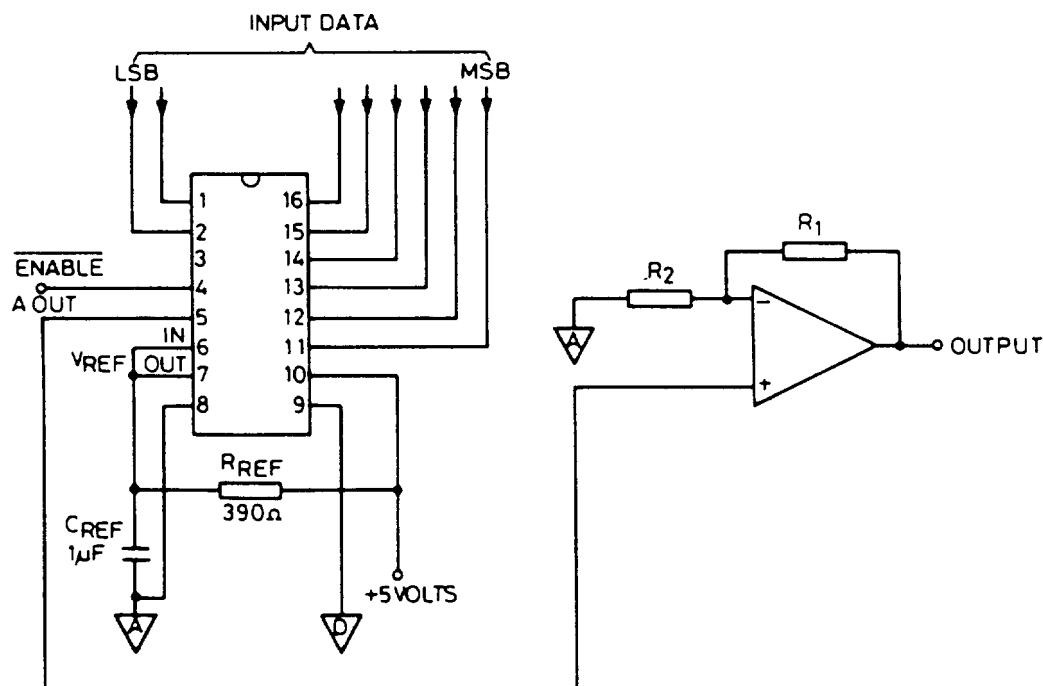 INPUT DATA
LSB
MSB
1 16
2 15
3 14
ENABLE
4 13
A OUT
5 12
IN
6 11
VREF
OUT
7 10
8 9
RREF
390Ω
CREF
1µF
+5VOLTS
A
D
R1
R2
A
−
+
OUTPUT